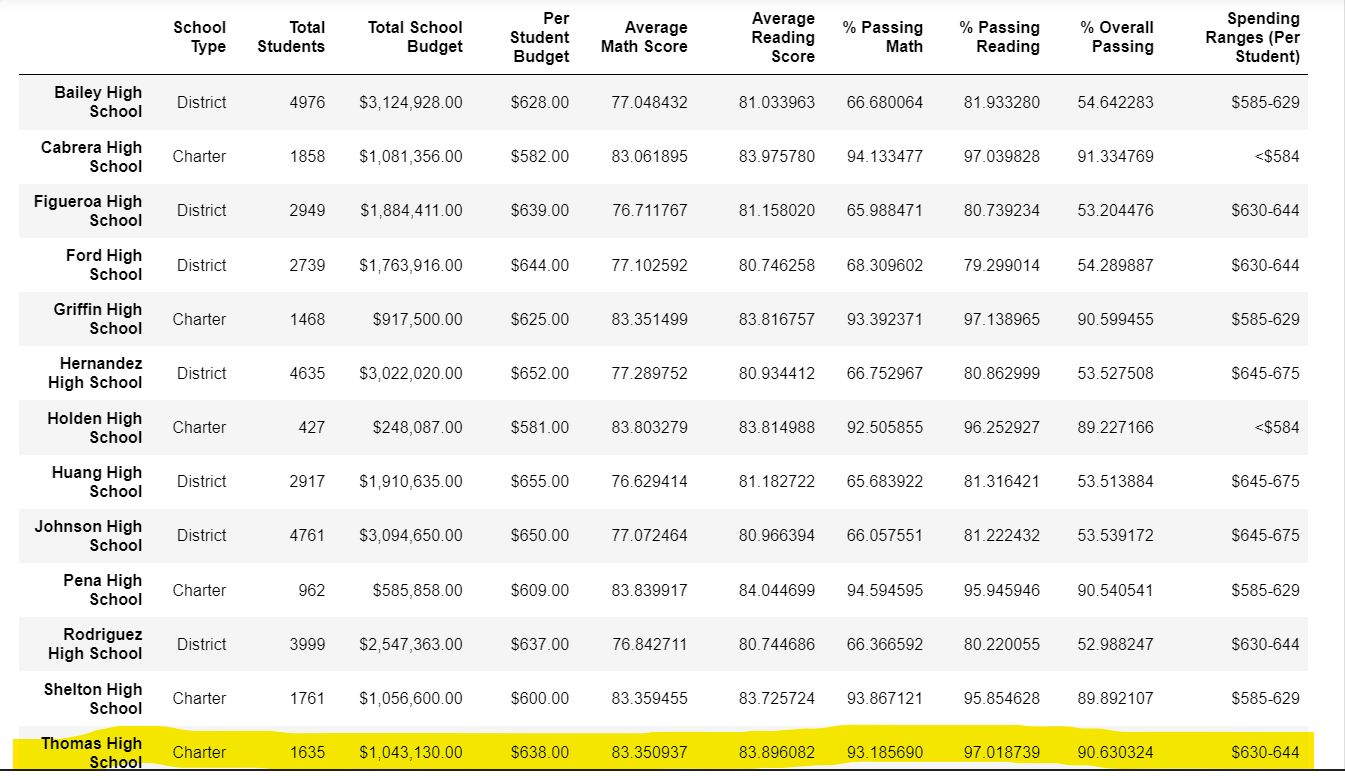 School Type Total Students Total School Budget Per Student Budget Average Math Score Average Reading Score % Passing Math % Passing Reading % Overall Passing Spending Ranges (Per Student)
Bailey High School District 4976 $3,124,928.00 $628.00 77.048432 81.033963 66.680064 81.933280 54.642283 $585-629
Cabrera High School Charter 1858 $1,081,356.00 $582.00 83.061895 83.975780 94.133477 97.039828 91.334769 <$584
Figueroa High School District 2949 $1,884,411.00 $639.00 76.711767 81.158020 65.988471 80.739234 53.204476 $630-644
Ford High School District 2739 $1,763,916.00 $644.00 77.102592 80.746258 68.309602 79.299014 54.289887 $630-644
Griffin High School Charter 1468 $917,500.00 $625.00 83.351499 83.816757 93.392371 97.138965 90.599455 $585-629
Hernandez High School District 4635 $3,022,020.00 $652.00 77.289752 80.934412 66.752967 80.862999 53.527508 $645-675
Holden High School Charter 427 $248,087.00 $581.00 83.803279 83.814988 92.505855 96.252927 89.227166 <$584
Huang High School District 2917 $1,910,635.00 $655.00 76.629414 81.182722 65.683922 81.316421 53.513884 $645-675
Johnson High School District 4761 $3,094,650.00 $650.00 77.072464 80.966394 66.057551 81.222432 53.539172 $645-675
Pena High School Charter 962 $585,858.00 $609.00 83.839917 84.044699 94.594595 95.945946 90.540541 $585-629
Rodriguez High School District 3999 $2,547,363.00 $637.00 76.842711 80.744686 66.366592 80.220055 52.988247 $630-644
Shelton High School Charter 1761 $1,056,600.00 $600.00 83.359455 83.725724 93.867121 95.854628 89.892107 $585-629
Thomas High School Charter 1635 $1,043,130.00 $638.00 83.350937 83.896082 93.185690 97.018739 90.630324 $630-644